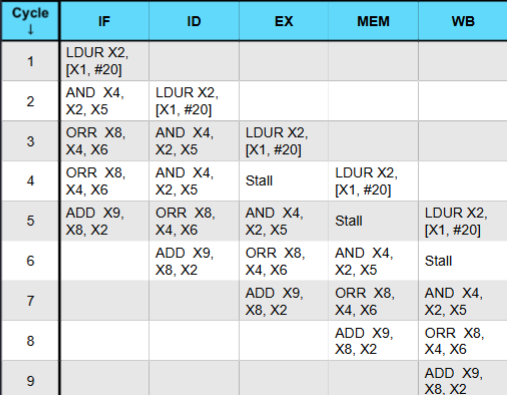 Cycle ↓ IF ID EX MEM WB
1 LDUR X2, [X1, #20]
2 AND X4, X2, X5 LDUR X2, [X1, #20]
3 ORR X8, X4, X6 AND X4, X2, X5 LDUR X2, [X1, #20]
4 ORR X8, X4, X6 AND X4, X2, X5 Stall LDUR X2, [X1, #20]
5 ADD X9, X8, X2 ORR X8, X4, X6 AND X4, X2, X5 Stall LDUR X2, [X1, #20]
6 ADD X9, X8, X2 ORR X8, X4, X6 AND X4, X2, X5 Stall
7 ADD X9, X8, X2 ORR X8, X4, X6 AND X4, X2, X5
8 ADD X9, X8, X2 ORR X8, X4, X6
9 ADD X9, X8, X2